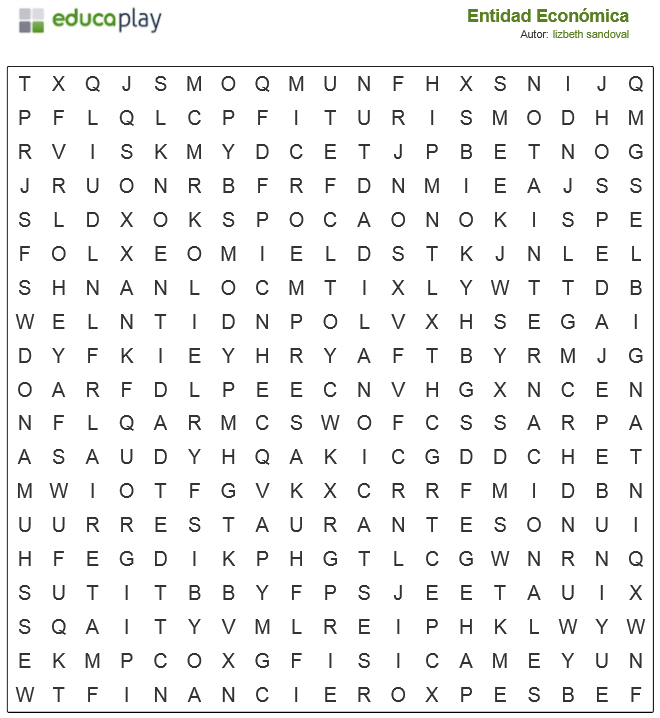 educaplay
Entidad Económica
Autor: lizbeth sandoval
T X Q J S M O Q M U N F H X S N I J Q
P F L Q L C P F I T U R I S M O D H M
R V I S K M Y D C E T J P B E T N O G
J R U O N R B F R F D N M I E A J S S
S L D X O K S P O C A O N O K I S P E
F O L X E O M I E L D S T K J N L E L
S H N A N L O C M T I X L Y W T T D B
W E L N T I D N P O L V X H S E G A I
D Y F K I E Y H R Y A F T B Y R M J G
O A R F D L P E E C N V H G X N C E N
N F L Q A R M C S W O F C S S A R P A
A S A U D Y H Q A K I C G D D C H E T
M W I O T F G V K X C R R F M I D B N
U U R R E S T A U R A N T E S O N U I
H F E G D I K P H G T L C G W N R N Q
S U T I T B B Y F P S J E E T A U I X
S Q A I T Y V M L R E I P H K L W Y W
E K M P C O X G F I S I C A M E Y U N
W T F I N A N C I E R O X P E S B E F